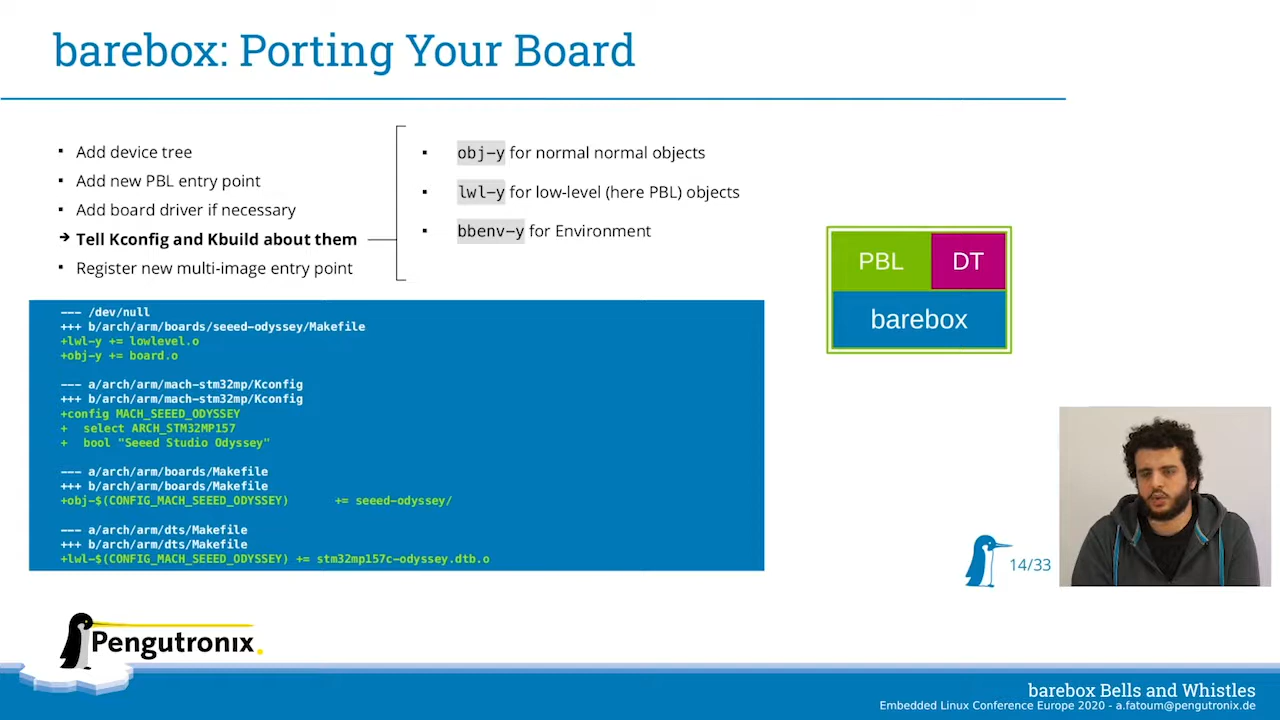 barebox: Porting Your Board
Add device tree
Add new PBL entry point
Add board driver if necessary
Tell Kconfig and Kbuild about them
Register new multi-image entry point
obj-y for normal normal objects
lwl-y for low-level (here PBL) objects
bbenv-y for Environment
--- /dev/null
+++ b/arch/arm/boards/seeed-odyssey/Makefile
+lwl-y += lowlevel.o
+obj-y += board.o
--- a/arch/arm/mach-stm32mp/Kconfig
+++ b/arch/arm/mach-stm32mp/Kconfig
+config MACH_SEEED_ODYSSEY
+  select ARCH_STM32MP157
+  bool "Seeed Studio Odyssey"
--- a/arch/arm/boards/Makefile
+++ b/arch/arm/boards/Makefile
+obj-$(CONFIG_MACH_SEEED_ODYSSEY)      += seeed-odyssey/
--- a/arch/arm/dts/Makefile
+++ b/arch/arm/dts/Makefile
+lwl-$(CONFIG_MACH_SEEED_ODYSSEY) += stm32mp157c-odyssey.dtb.o
PBL
DT
barebox
14/33
Pengutronix
barebox Bells and Whistles
Embedded Linux Conference Europe 2020 - a.fatoum@pengutronix.de